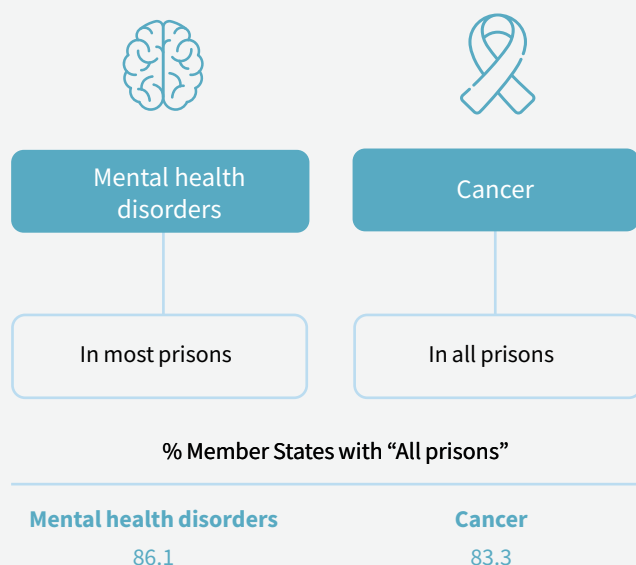 Mental health
disorders
Cancer
In most prisons
In all prisons
% Member States with “All prisons”
Mental health disorders
Cancer
86.1
83.3